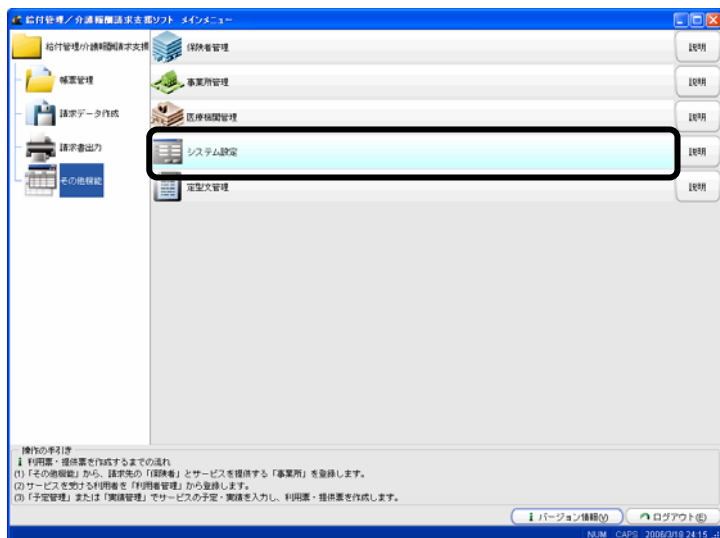 給付管理／介護報酬請求支援ソフト メインメニュー
給付管理/介護報酬請求支援
帳票管理
請求データ作成
請求書出力
その他機能
保険者管理 説明
事業所管理 説明
医療機関管理 説明
システム設定 説明
定型文管理 説明
操作の手引き
利用票・提供票を作成するまでの流れ
(1)「その他機能」から、請求先の「保険者」とサービスを提供する「事業所」を登録します。
(2)サービスを受ける利用者を「利用者管理」から登録します。
(3)「予定管理」または「実績管理」でサービスの予定・実績を入力し、利用票・提供票を作成します。
バージョン情報(V) ログアウト(E)
NUM CAPS 2006/3/18 24:15